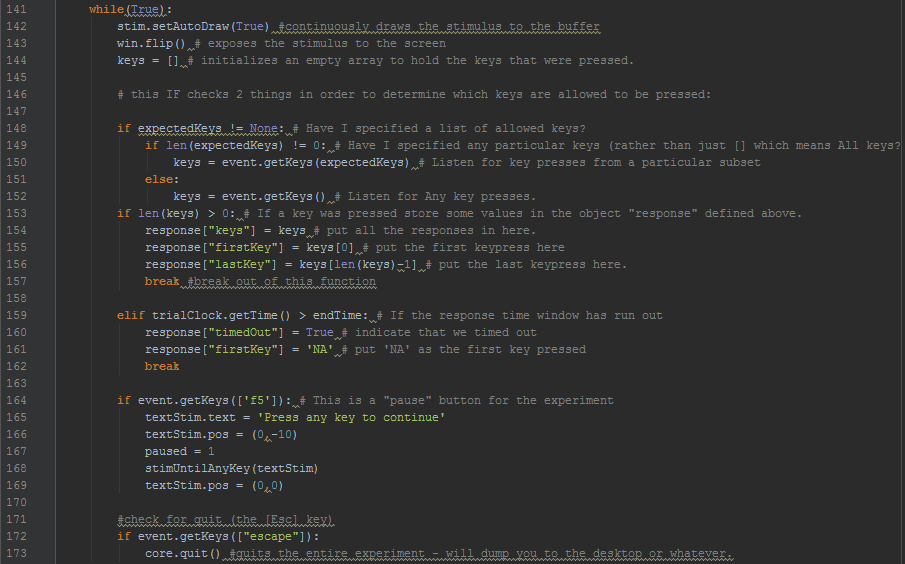 141 while(True):
142 stim.setAutoDraw(True) #continuously draws the stimulus to the buffer
143 win.flip() # exposes the stimulus to the screen
144 keys = [] # initializes an empty array to hold the keys that were pressed.
145
146 # this IF checks 2 things in order to determine which keys are allowed to be pressed:
147
148 if expectedKeys != None: # Have I specified a list of allowed keys?
149 if len(expectedKeys) != 0: # Have I specified any particular keys (rather than just [] which means All keys?
150 keys = event.getKeys(expectedKeys) # Listen for key presses from a particular subset
151 else:
152 keys = event.getKeys() # Listen for Any key presses.
153 if len(keys) > 0: # If a key was pressed store some values in the object "response" defined above.
154 response["keys"] = keys # put all the responses in here.
155 response["firstKey"] = keys[0] # put the first keypress here
156 response["lastKey"] = keys[len(keys)-1] # put the last keypress here.
157 break #break out of this function
158
159 elif trialClock.getTime() > endTime: # If the response time window has run out
160 response["timedOut"] = True # indicate that we timed out
161 response["firstKey"] = 'NA' # put 'NA' as the first key pressed
162 break
163
164 if event.getKeys(['f5']): # This is a "pause" button for the experiment
165 textStim.text = 'Press any key to continue'
166 textStim.pos = (0,-10)
167 paused = 1
168 stimUntilAnyKey(textStim)
169 textStim.pos = (0,0)
170
171 #check for quit (the [Esc] key)
172 if event.getKeys(["escape"]):
173 core.quit() #quits the entire experiment - will dump you to the desktop or whatever.